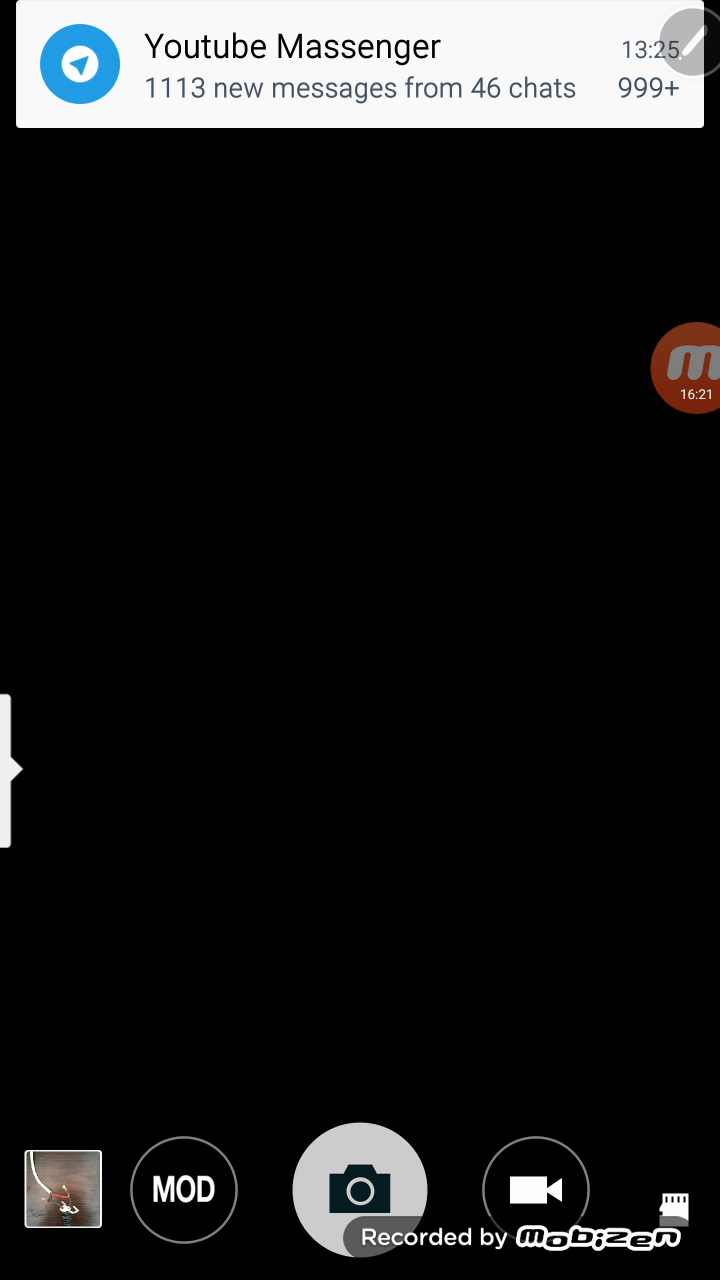 Youtube Massenger
13:25
1113 new messages from 46 chats
999+
m
16:21
MOD
Recorded by mobizen